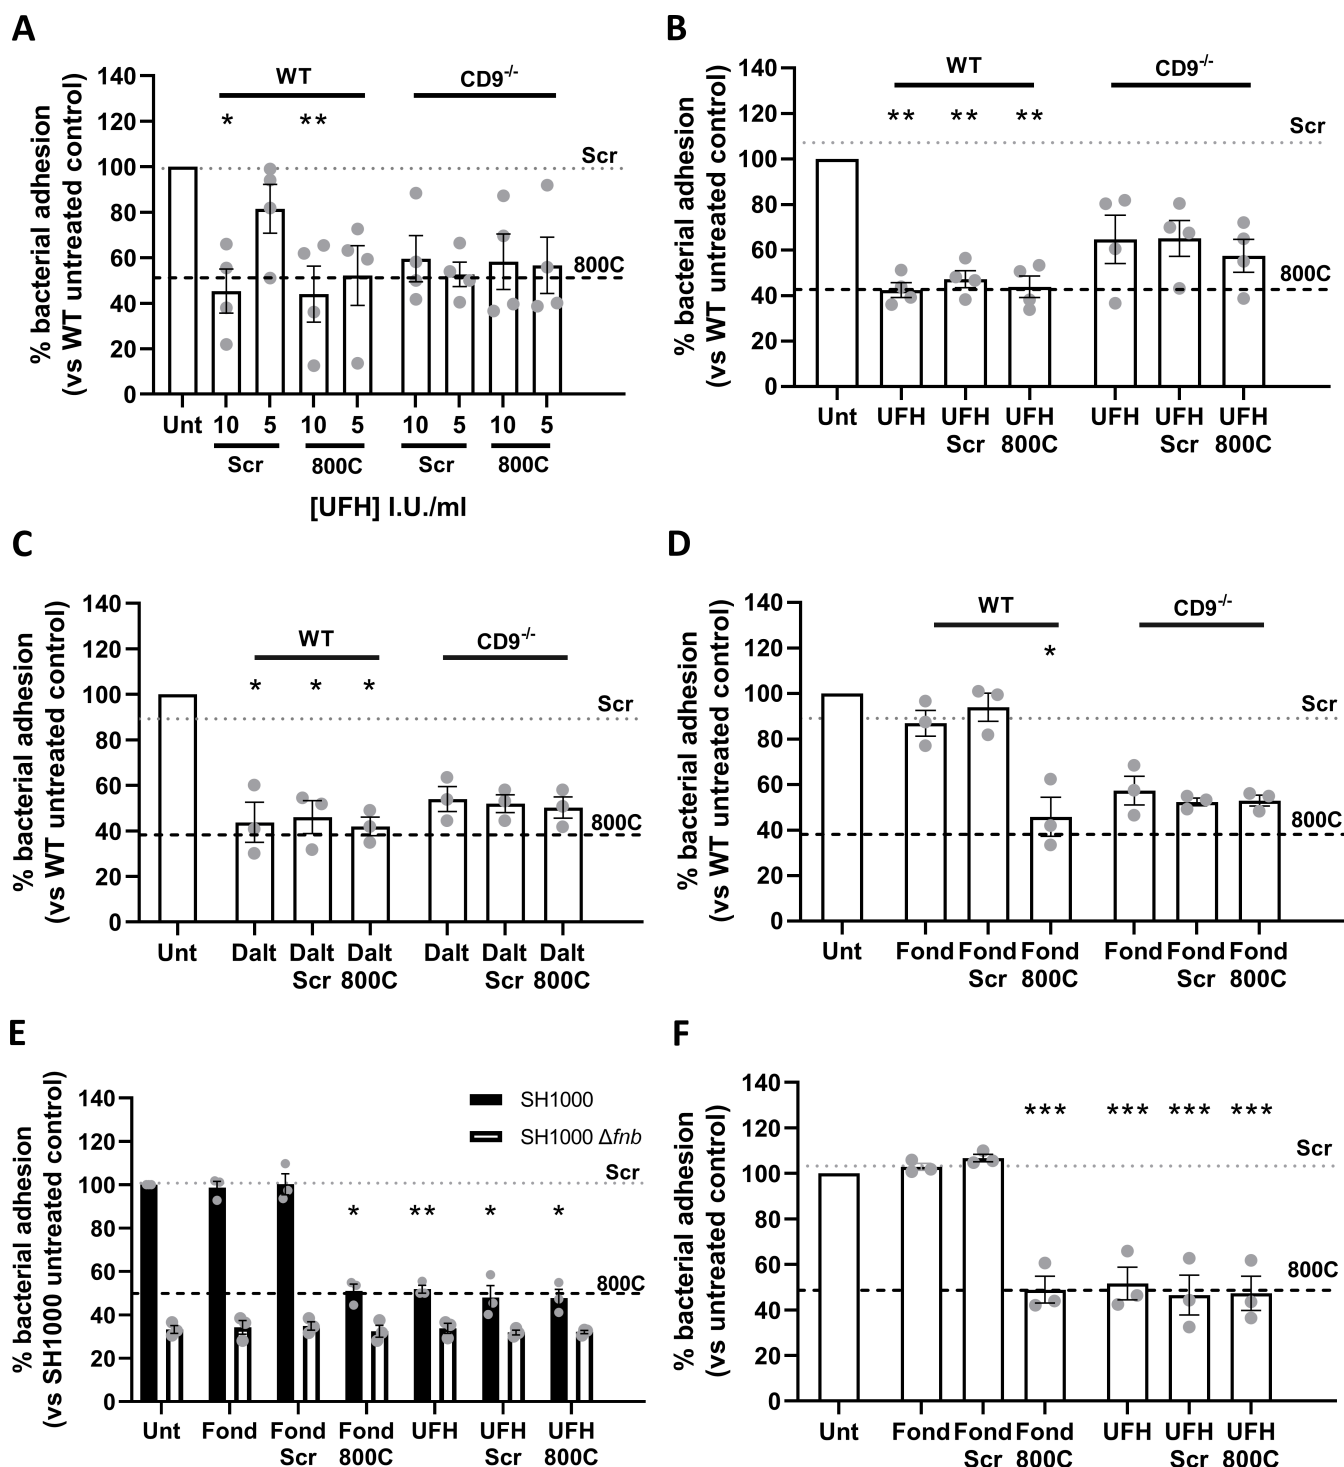 A
% bacterial adhesion
(vs WT untreated control)
140
120
100
80
60
40
20
0
WT
CD9-/-
*
**
Scr
800C
Unt 10 5 10 5 10 5 10 5
Scr 800C Scr 800C
[UFH] I.U./ml
B
% bacterial adhesion
(vs WT untreated control)
140
120
100
80
60
40
20
0
WT
CD9-/-
** ** **
Scr
800C
Unt UFH UFH UFH UFH UFH UFH
Scr 800C Scr 800C
C
% bacterial adhesion
(vs WT untreated control)
140
120
100
80
60
40
20
0
WT
CD9-/-
* * *
Scr
800C
Unt Dalt Dalt Dalt Dalt Dalt Dalt
Scr 800C Scr 800C
D
% bacterial adhesion
(vs WT untreated control)
140
120
100
80
60
40
20
0
WT
CD9-/-
*
Scr
800C
Unt Fond Fond Fond Fond Fond Fond
Scr 800C Scr 800C
E
% bacterial adhesion
(vs SH1000 untreated control)
140
120
100
80
60
40
20
0
SH1000
SH1000 Δfnb
Scr
* ** * *
800C
Unt Fond Fond Fond UFH UFH UFH
Scr 800C Scr 800C
F
% bacterial adhesion
(vs untreated control)
140
120
100
80
60
40
20
0
*** *** *** ***
Scr
800C
Unt Fond Fond Fond UFH UFH UFH
Scr 800C Scr 800C